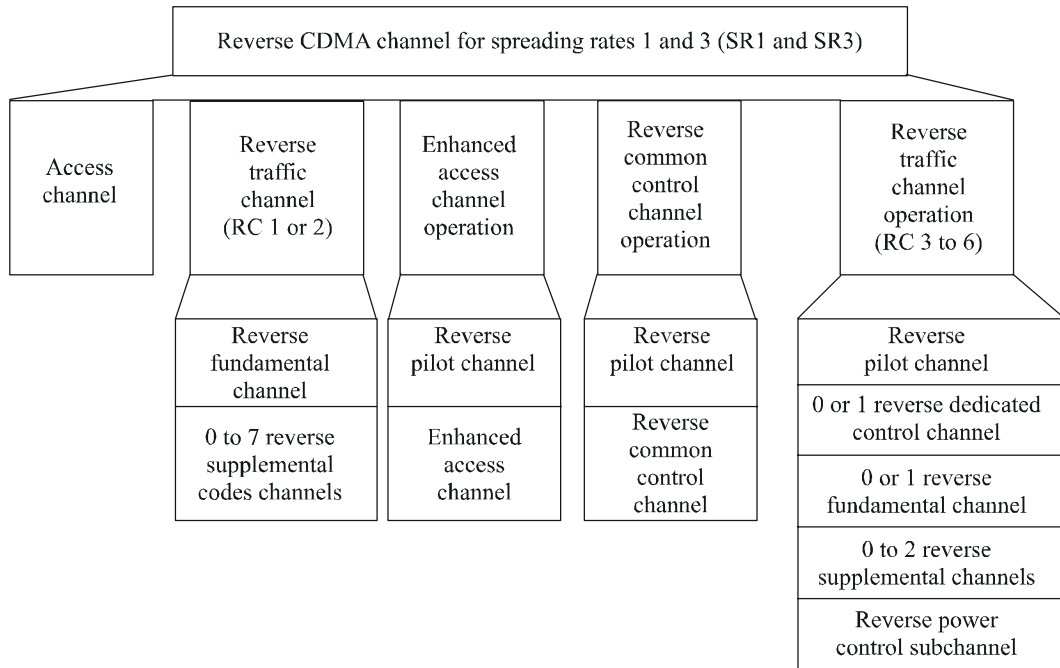 Reverse CDMA channel for spreading rates 1 and 3 (SR1 and SR3)
Access
channel
Reverse
traffic
channel
(RC 1 or 2)
Enhanced
access
channel
operation
Reverse
common
control
channel
operation
Reverse
traffic
channel
operation
(RC 3 to 6)
Reverse
fundamental
channel
0 to 7 reverse
supplemental
codes channels
Reverse
pilot channel
Enhanced
access
channel
Reverse
pilot channel
Reverse
common
control
channel
Reverse
pilot channel
0 or 1 reverse dedicated
control channel
0 or 1 reverse
fundamental channel
0 to 2 reverse
supplemental channels
Reverse power
control subchannel